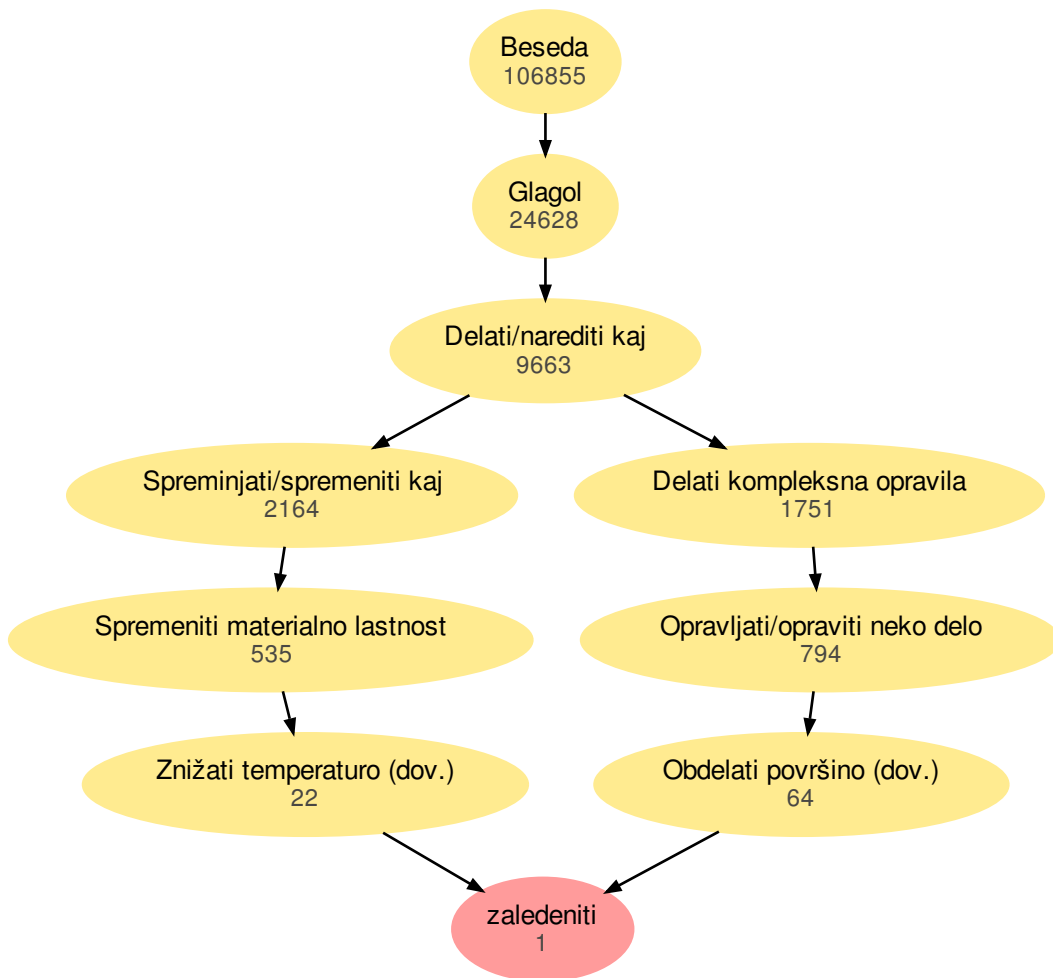 Beseda
106855
Glagol
24628
Delati/narediti kaj
9663
Spreminjati/spremeniti kaj
2164
Delati kompleksna opravila
1751
Spremeniti materialno lastnost
535
Opravljati/opraviti neko delo
794
Znižati temperaturo (dov.)
22
Obdelati površino (dov.)
64
zaledeniti
1